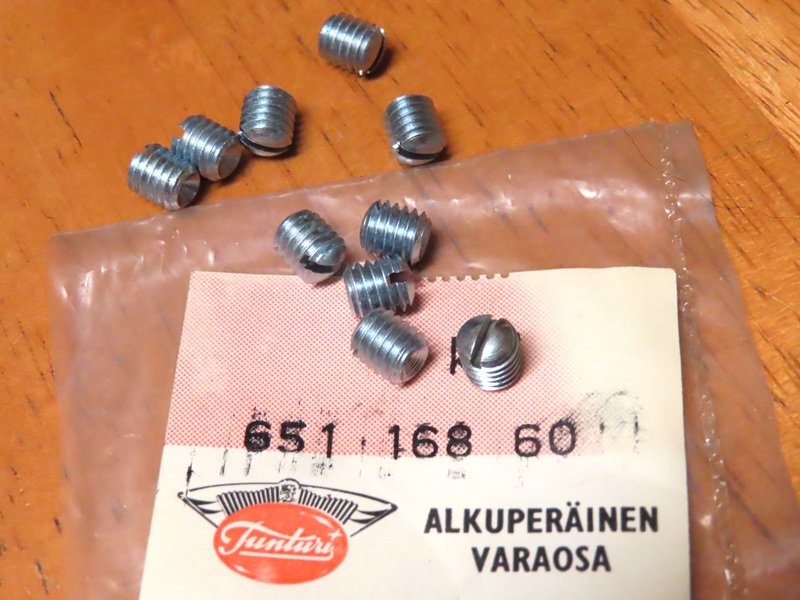 651 168 60
Tunturi
ALKUPERÄINEN
VARAOSA